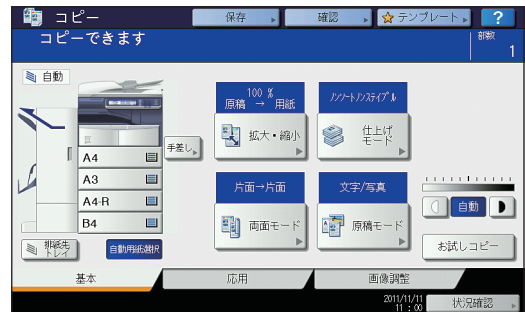 コピー
保存
確認
テンプレート
?
コピーできます
部数
1
自動
100 %
原稿 → 用紙
拡大・縮小
ノンソート/ノンステイプル
仕上げ
モード
手差し
A4
A3
A4-R
B4
片面→片面
両面モード
文字/写真
原稿モード
自動
排紙先
トレイ
自動用紙選択
お試しコピー
基本
応用
画像調整
2011/11/11
11:00
状況確認